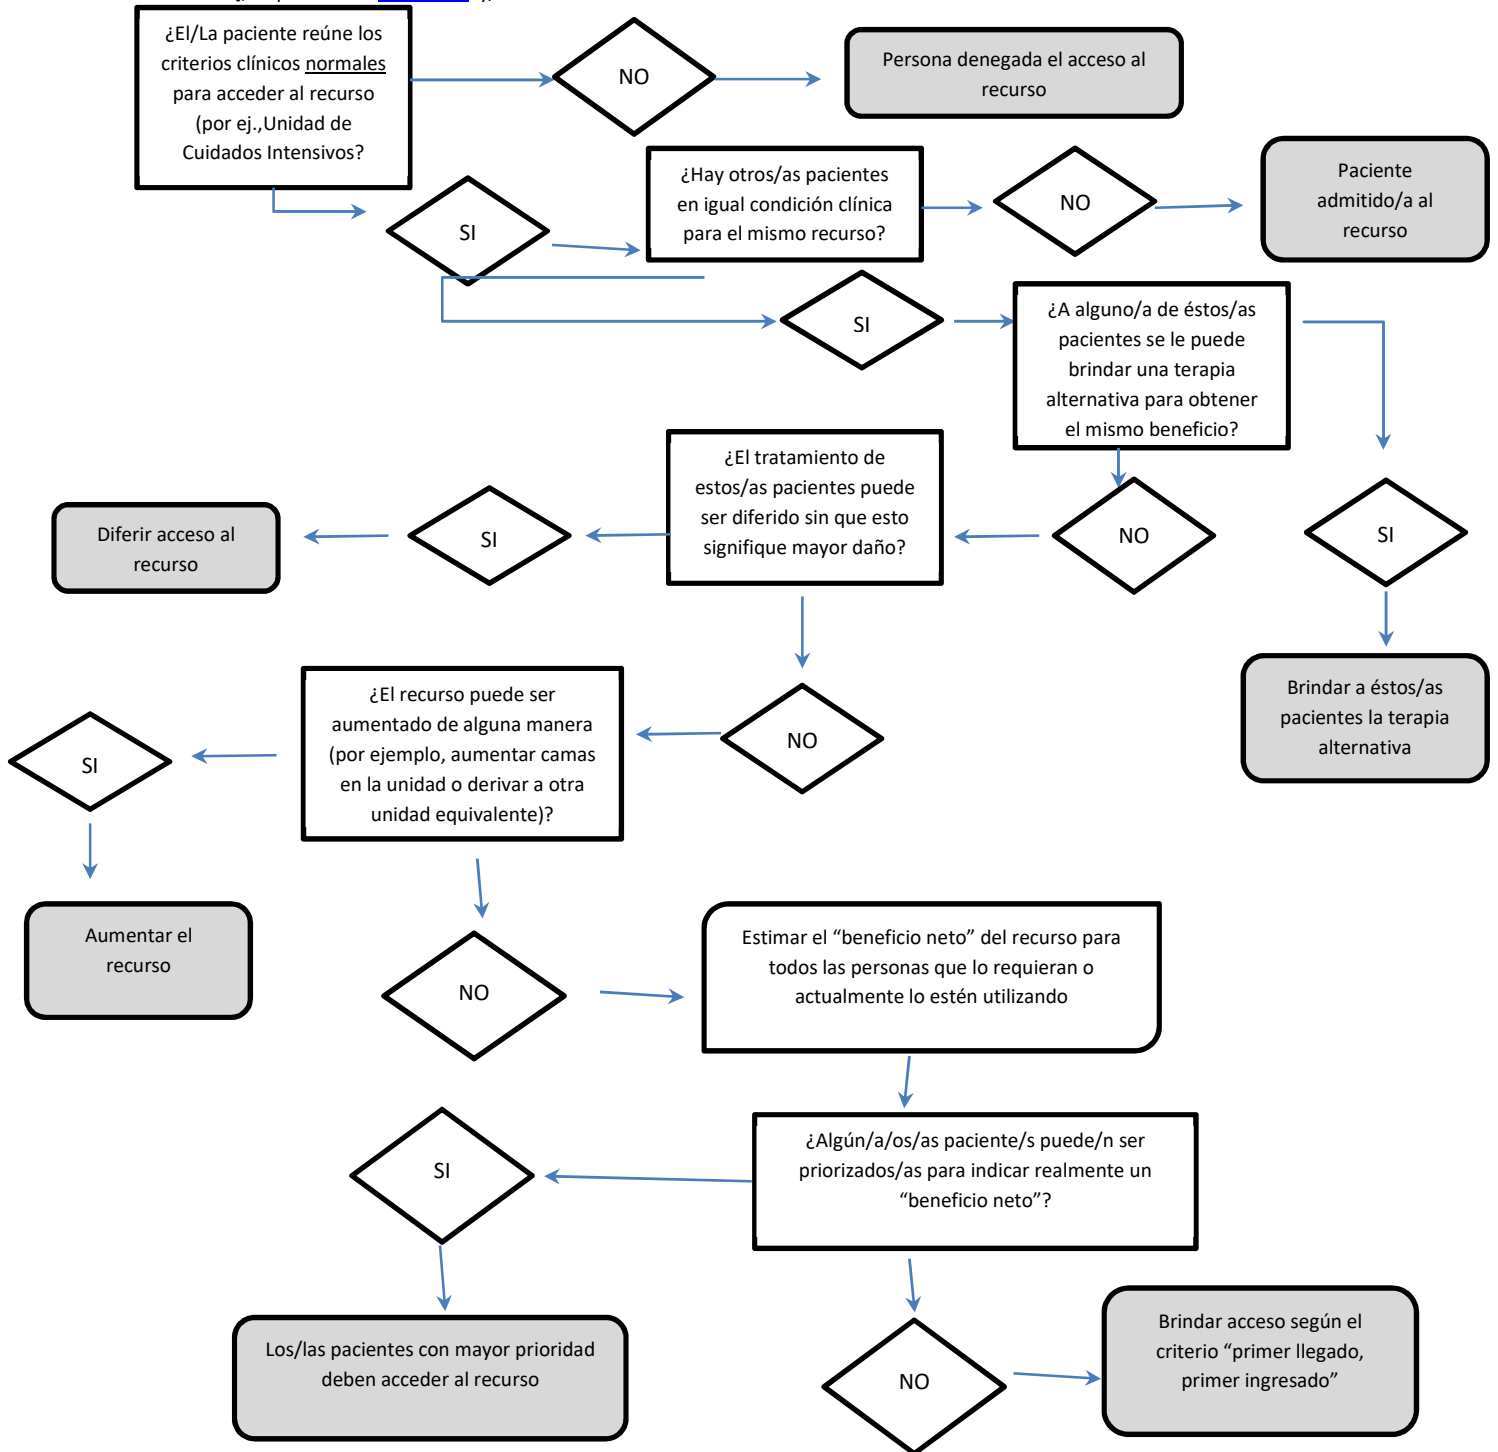 ¿El/La paciente reúne los
criterios clínicos normales
para acceder al recurso
(por ej.,Unidad de
Cuidados Intensivos?
NO
Persona denegada el acceso al
recurso
SI
¿Hay otros/as pacientes
en igual condición clínica
para el mismo recurso?
NO
Paciente
admitido/a al
recurso
SI
¿A alguno/a de éstos/as
pacientes se le puede
brindar una terapia
alternativa para obtener
el mismo beneficio?
¿El tratamiento de
estos/as pacientes puede
ser diferido sin que esto
signifique mayor daño?
Diferir acceso al
recurso
SI
NO
SI
Brindar a éstos/as
pacientes la terapia
alternativa
¿El recurso puede ser
aumentado de alguna manera
(por ejemplo, aumentar camas
en la unidad o derivar a otra
unidad equivalente)?
NO
SI
Aumentar el
recurso
NO
Estimar el “beneficio neto” del recurso para
todos las personas que lo requieran o
actualmente lo estén utilizando
SI
¿Algún/a/os/as paciente/s puede/n ser
priorizados/as para indicar realmente un
“beneficio neto”?
Los/las pacientes con mayor prioridad
deben acceder al recurso
NO
Brindar acceso según el
criterio “primer llegado,
primer ingresado”